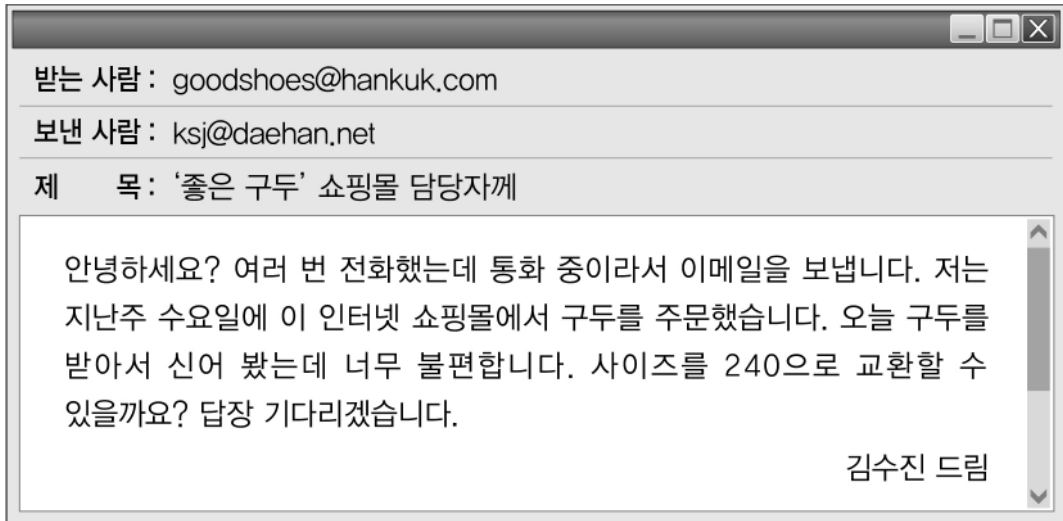 받는 사람 : goodshoes@hankuk.com
보낸 사람 : ksj@daehan.net
제 목 : ‘좋은 구두’ 쇼핑몰 담당자께
안녕하세요? 여러 번 전화했는데 통화 중이라서 이메일을 보냅니다. 저는
지난주 수요일에 이 인터넷 쇼핑몰에서 구두를 주문했습니다. 오늘 구두를
받아서 신어 봤는데 너무 불편합니다. 사이즈를 240으로 교환할 수
있을까요? 답장 기다리겠습니다.
김수진 드림